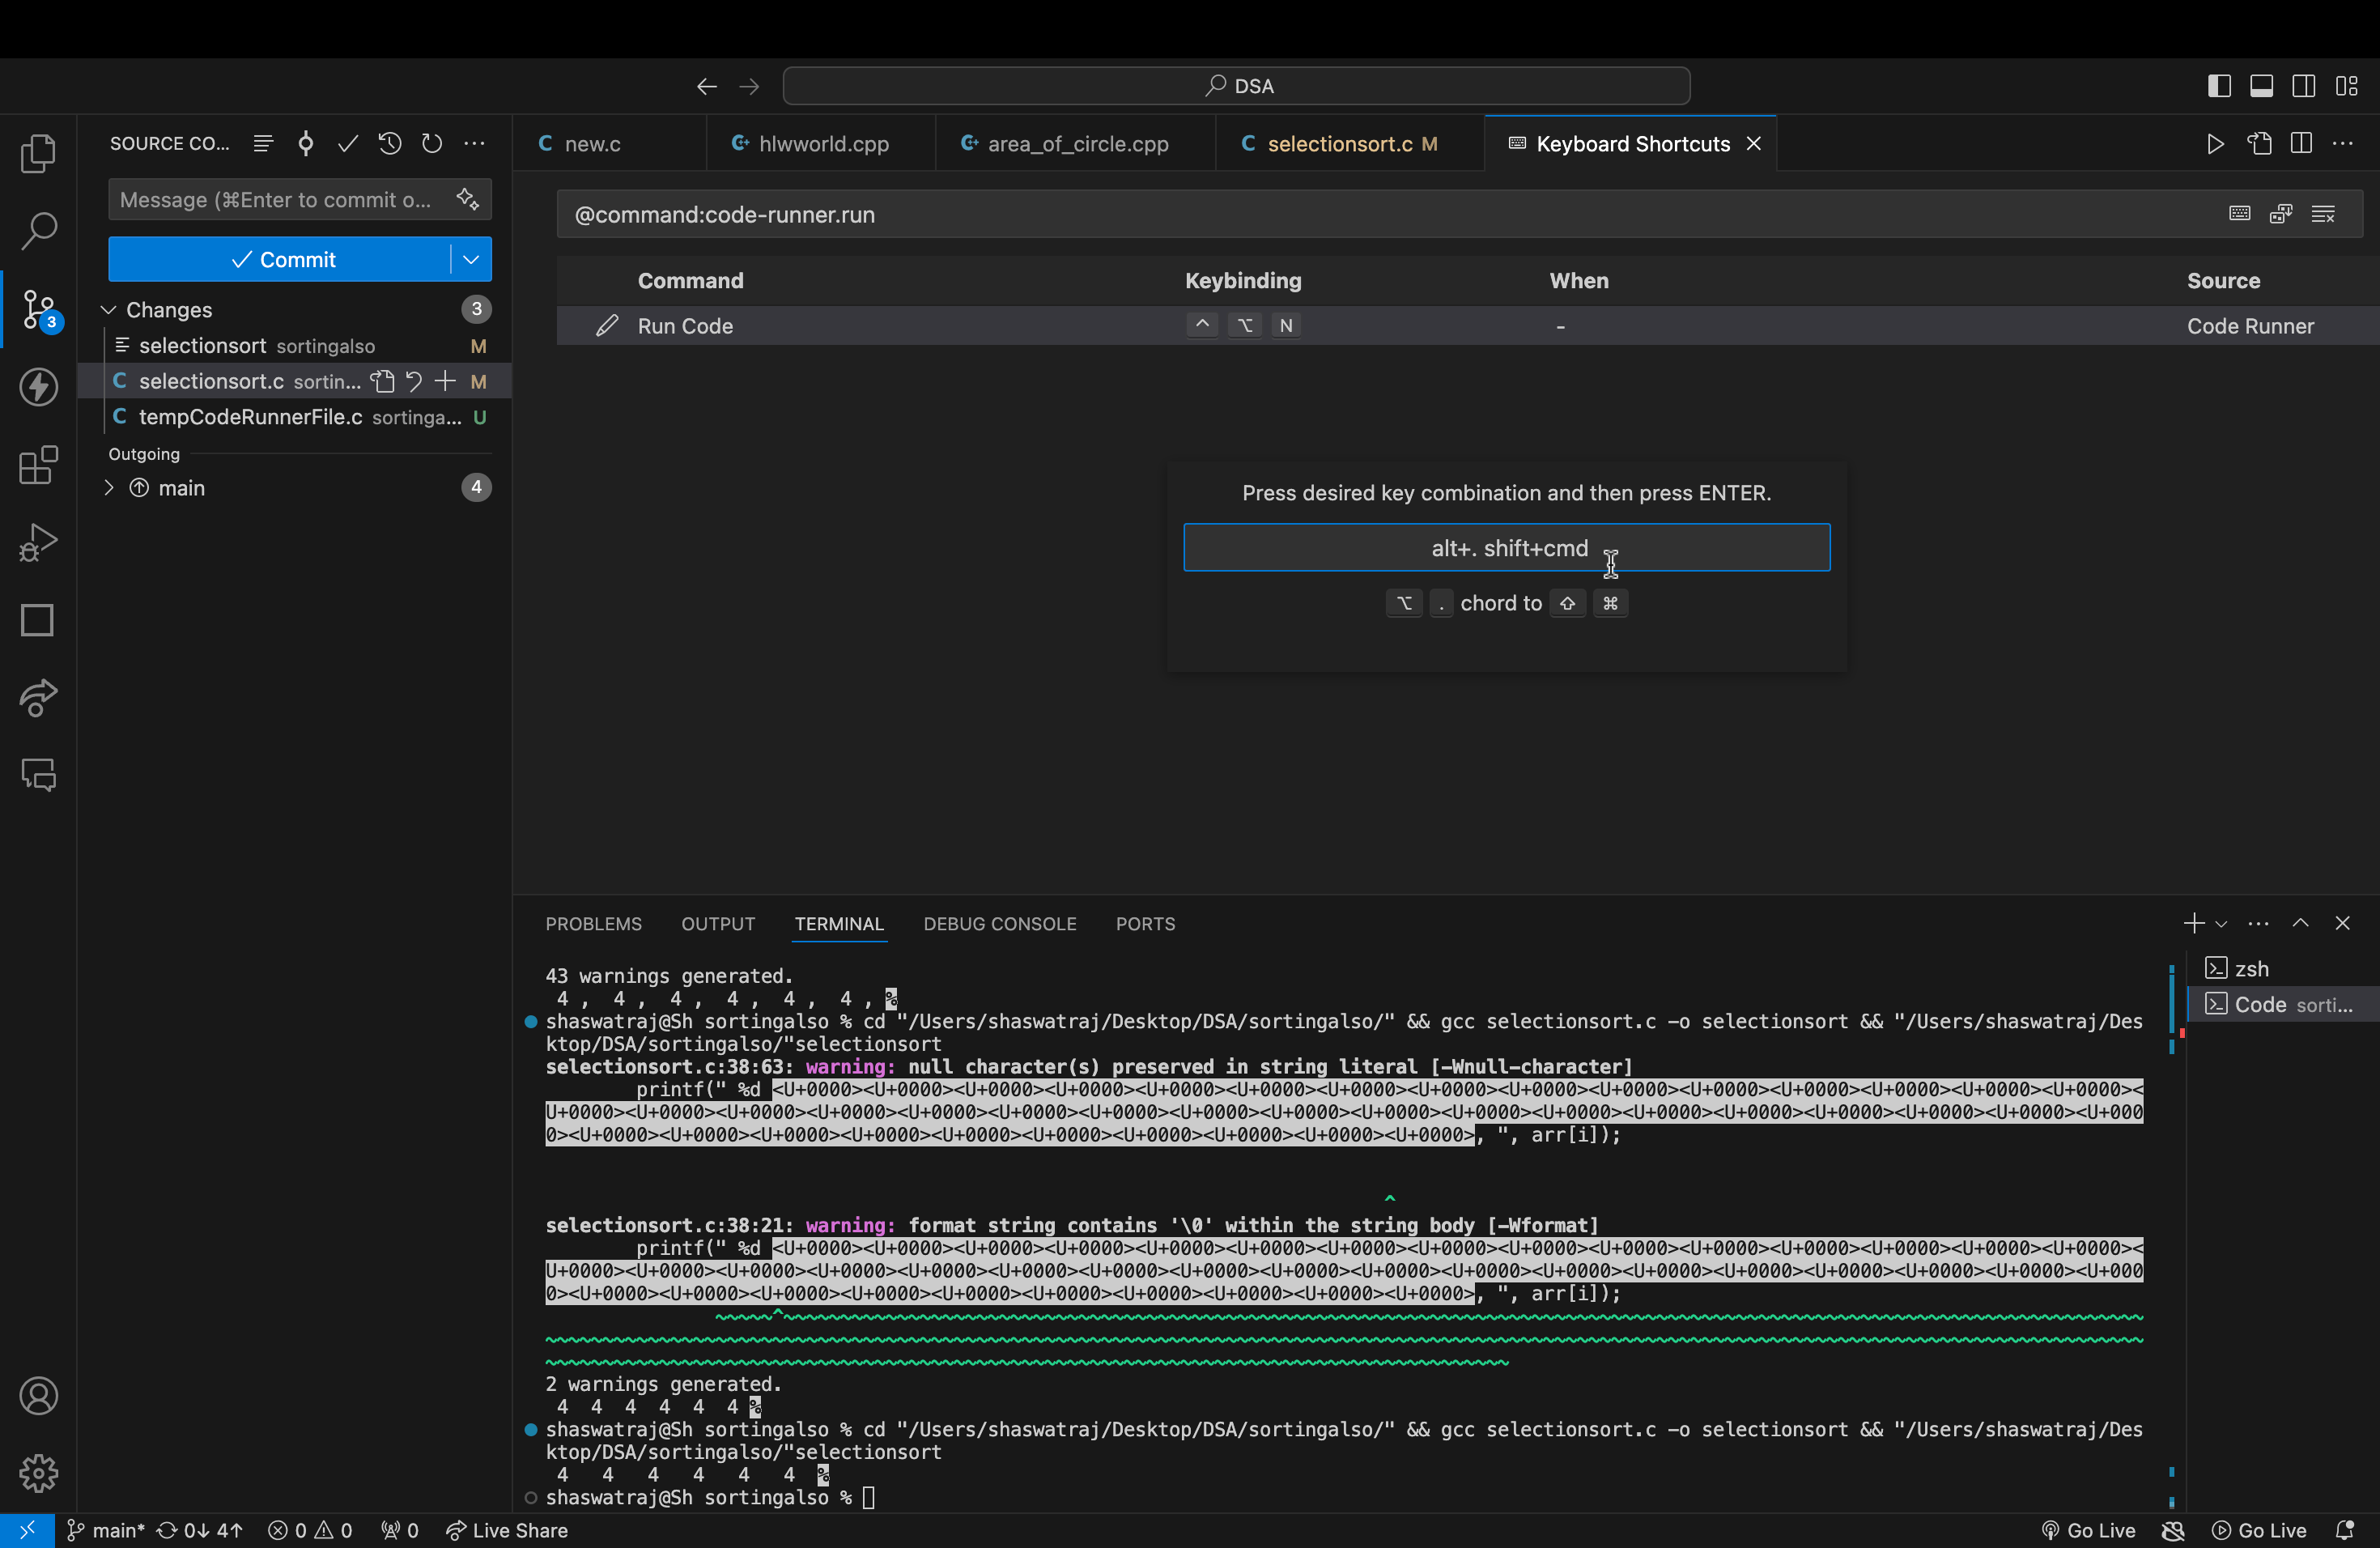 DSA
SOURCE CO...
new.c
hlwworld.cpp
area_of_circle.cpp
selectionsort.c M
Keyboard Shortcuts
Message (⌘Enter to commit o...
@command:code-runner.run
Commit
Command Keybinding When Source
Changes 3
Run Code ^ ⌥ N - Code Runner
selectionsort sortingalso M
3
selectionsort.c sortin... M
tempCodeRunnerFile.c sortinga... U
Outgoing
main 4
Press desired key combination and then press ENTER.
alt+. shift+cmd
⌥ . chord to ⇧ ⌘
PROBLEMS OUTPUT TERMINAL DEBUG CONSOLE PORTS
zsh
Code sorti...
43 warnings generated.
4 , 4 , 4 , 4 , 4 , 4 , %
shaswatraj@Sh sortingalso % cd "/Users/shaswatraj/Desktop/DSA/sortingalso/" && gcc selectionsort.c -o selectionsort && "/Users/shaswatraj/Des
ktop/DSA/sortingalso/"selectionsort
selectionsort.c:38:63: warning: null character(s) preserved in string literal [-Wnull-character]
printf(" %d <U+0000><U+0000><U+0000><U+0000><U+0000><U+0000><U+0000><U+0000><U+0000><U+0000><U+0000><U+0000><U+0000><U+0000><U+0000><
U+0000><U+0000><U+0000><U+0000><U+0000><U+0000><U+0000><U+0000><U+0000><U+0000><U+0000><U+0000><U+0000><U+0000><U+0000><U+0000><U+0000><U+000
0><U+0000><U+0000><U+0000><U+0000><U+0000><U+0000><U+0000><U+0000><U+0000><U+0000>, ", arr[i]);
^
selectionsort.c:38:21: warning: format string contains '\0' within the string body [-Wformat]
printf(" %d <U+0000><U+0000><U+0000><U+0000><U+0000><U+0000><U+0000><U+0000><U+0000><U+0000><U+0000><U+0000><U+0000><U+0000><U+0000><
U+0000><U+0000><U+0000><U+0000><U+0000><U+0000><U+0000><U+0000><U+0000><U+0000><U+0000><U+0000><U+0000><U+0000><U+0000><U+0000><U+0000><U+000
0><U+0000><U+0000><U+0000><U+0000><U+0000><U+0000><U+0000><U+0000><U+0000><U+0000>, ", arr[i]);
2 warnings generated.
4 4 4 4 4 4 %
shaswatraj@Sh sortingalso % cd "/Users/shaswatraj/Desktop/DSA/sortingalso/" && gcc selectionsort.c -o selectionsort && "/Users/shaswatraj/Des
ktop/DSA/sortingalso/"selectionsort
4 4 4 4 4 4 %
shaswatraj@Sh sortingalso %
main* 0↓ 4↑ 0 0 0 Live Share Go Live Go Live